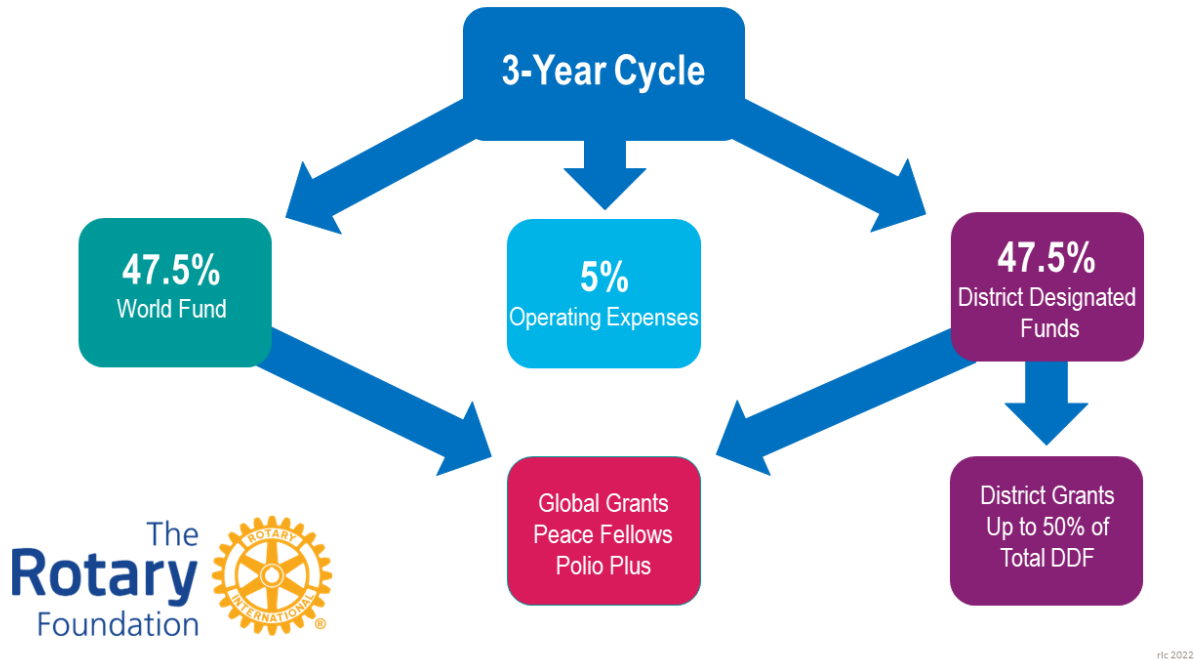 3-Year Cycle
47.5%
World Fund
5%
Operating Expenses
47.5%
District Designated
Funds
Global Grants
Peace Fellows
Polio Plus
District Grants
Up to 50% of
Total DDF
The
Rotary
Foundation
ROTARY
INTERNATIONAL
®
rlc 2022